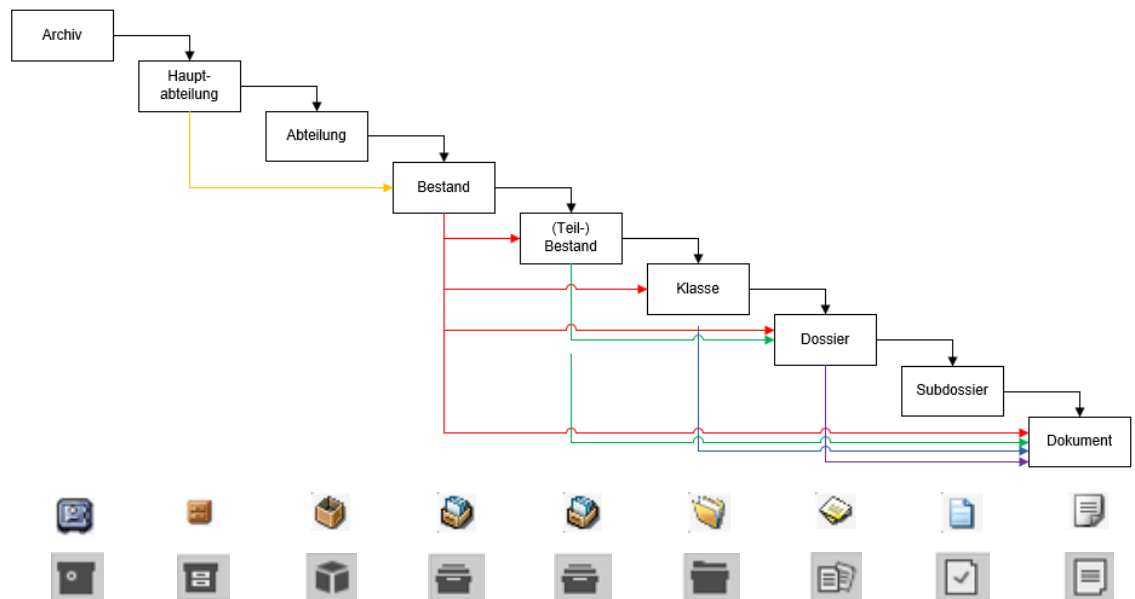 Archiv
Haupt-
abteilung
Abteilung
Bestand
(Teil-)
Bestand
Klasse
Dossier
Subdossier
Dokument